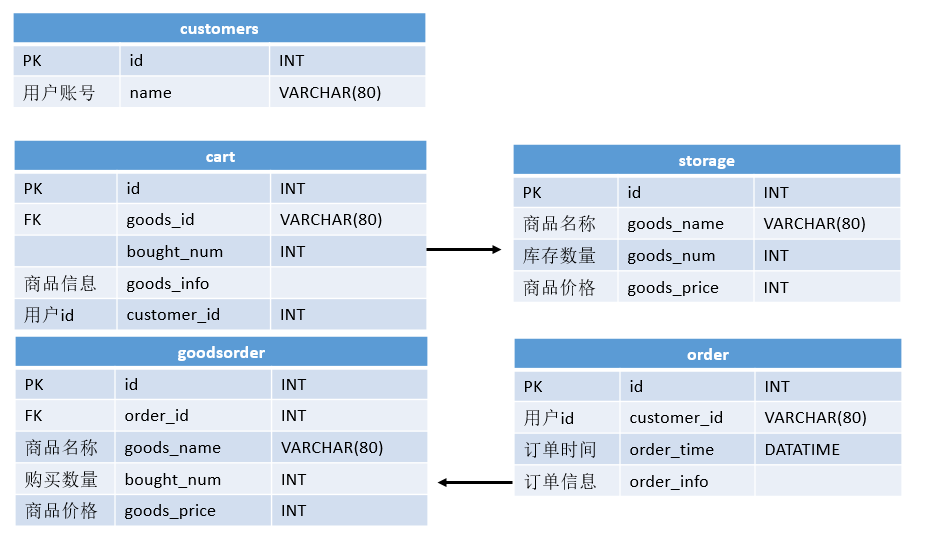 customers
PK id INT
用户账号 name VARCHAR(80)
cart
PK id INT
FK goods_id VARCHAR(80)
bought_num INT
商品信息 goods_info
用户id customer_id INT
storage
PK id INT
商品名称 goods_name VARCHAR(80)
库存数量 goods_num INT
商品价格 goods_price INT
goodsorder
PK id INT
FK order_id INT
商品名称 goods_name VARCHAR(80)
购买数量 bought_num INT
商品价格 goods_price INT
order
PK id INT
用户id customer_id VARCHAR(80)
订单时间 order_time DATATIME
订单信息 order_info